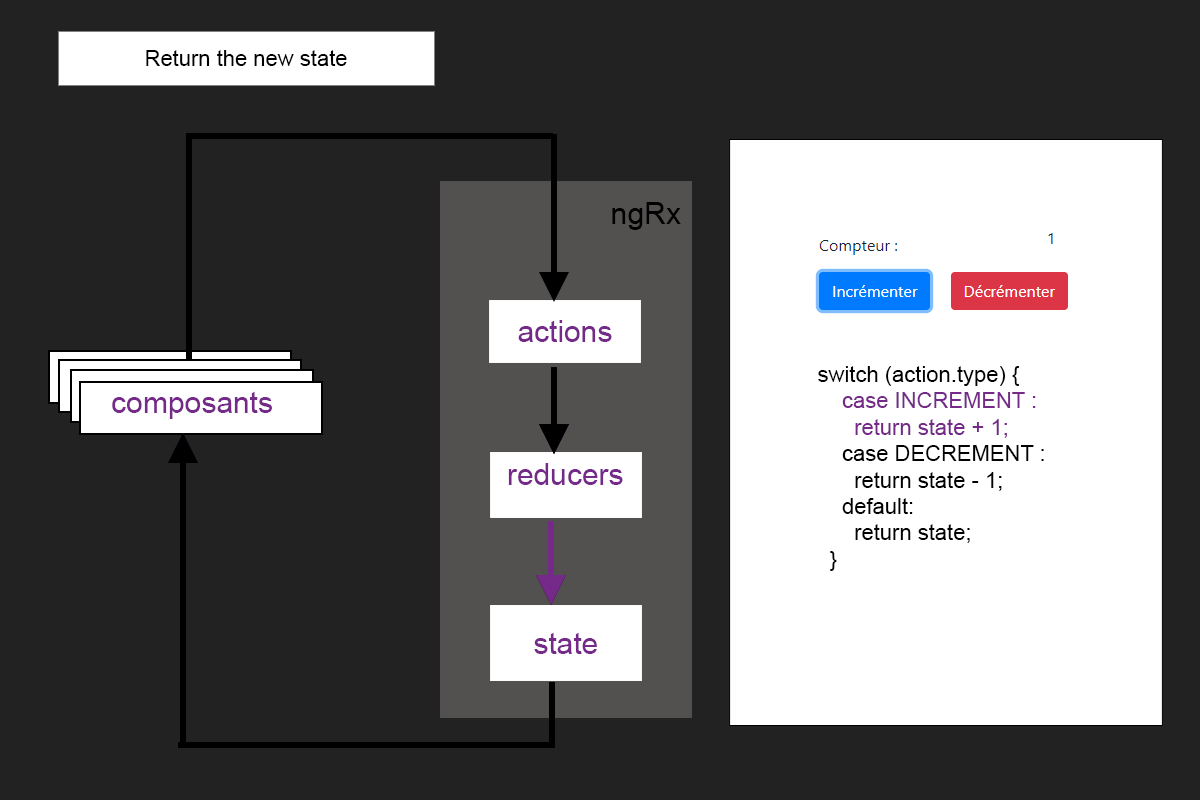 Return the new state
ngRx
actions
composants
reducers
state
Compteur :
1
Incrémenter
Décrémenter
switch (action.type) {
case INCREMENT :
return state + 1;
case DECREMENT :
return state - 1;
default:
return state;
}